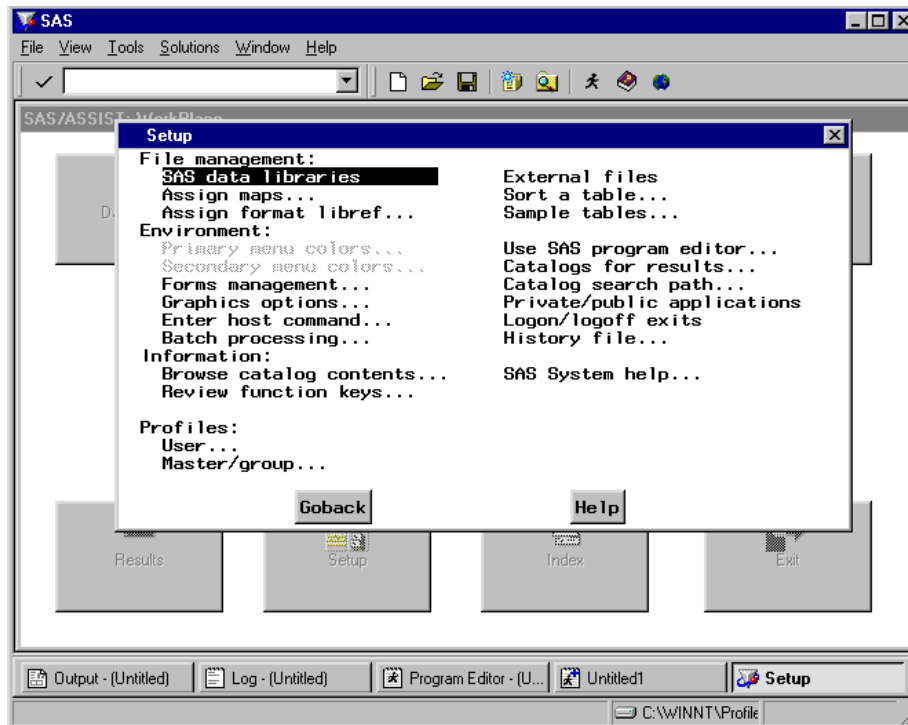 SAS
File View Tools Solutions Window Help
SAS/ASSIST: WorkPlace
Setup
File management:
SAS data libraries External files
Assign maps... Sort a table...
Assign format libref... Sample tables...
Environment:
Primary menu colors... Use SAS program editor...
Secondary menu colors... Catalogs for results...
Forms management... Catalog search path...
Graphics options... Private/public applications
Enter host command... Logon/logoff exits
Batch processing... History file...
Information:
Browse catalog contents... SAS System help...
Review function keys...
Profiles:
User...
Master/group...
Goback Help
Results Setup Index Exit
Output - (Untitled) Log - (Untitled) Program Editor - (U... Untitled1 Setup
C:\WINNT\Profile